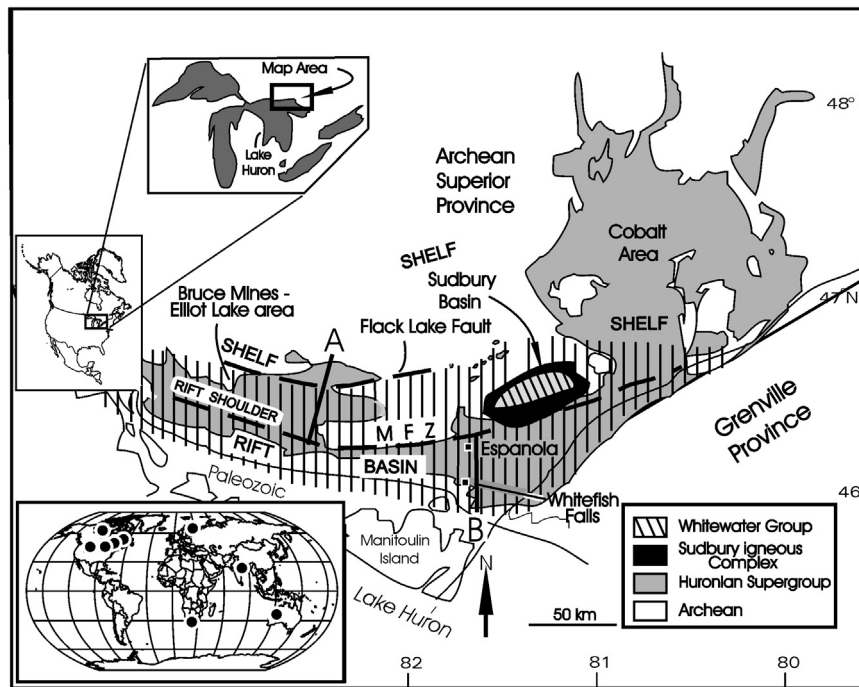 Map Area
Lake
Huron
48°
Archean
Superior
Province
Cobalt
Area
SHELF
Sudbury
Basin
47°N
Bruce Mines -
Elliot Lake area
A
Flack Lake Fault
SHELF
SHELF
RIFT SHOULDER
Grenville
Province
M F Z
RIFT
BASIN
Espanola
Paleozoic
46
Whitefish
Falls
B
Manitoulin
Island
N
Lake Huron
50 km
Whitewater Group
Sudbury igneous
Complex
Huronian Supergroup
Archean
82
81
80